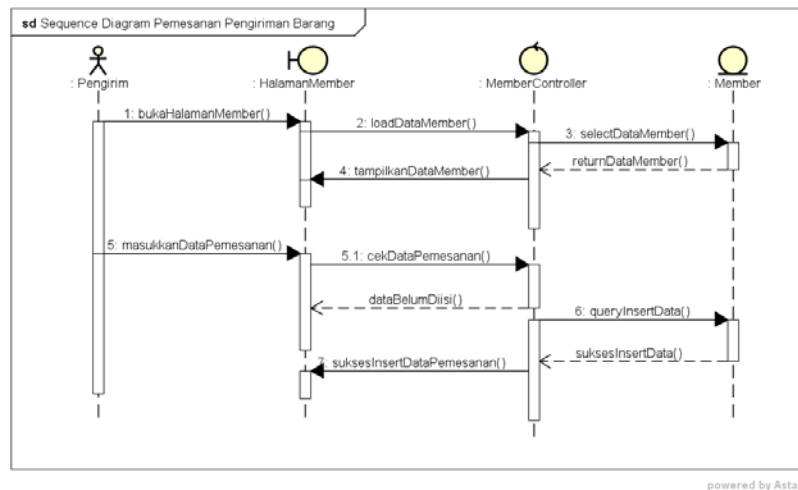 sd Sequence Diagram Pemesanan Pengiriman Barang
: Pengirim
: HalamanMember
: MemberController
: Member
1: bukaHalamanMember()
2: loadDataMember()
3: selectDataMember()
returnDataMember()
4: tampilkanDataMember()
5: masukkanDataPemesanan()
5.1: cekDataPemesanan()
dataBelumDiisi()
6: queryInsertData()
suksesInsertData()
7: suksesInsertDataPemesanan()
powered by Asta